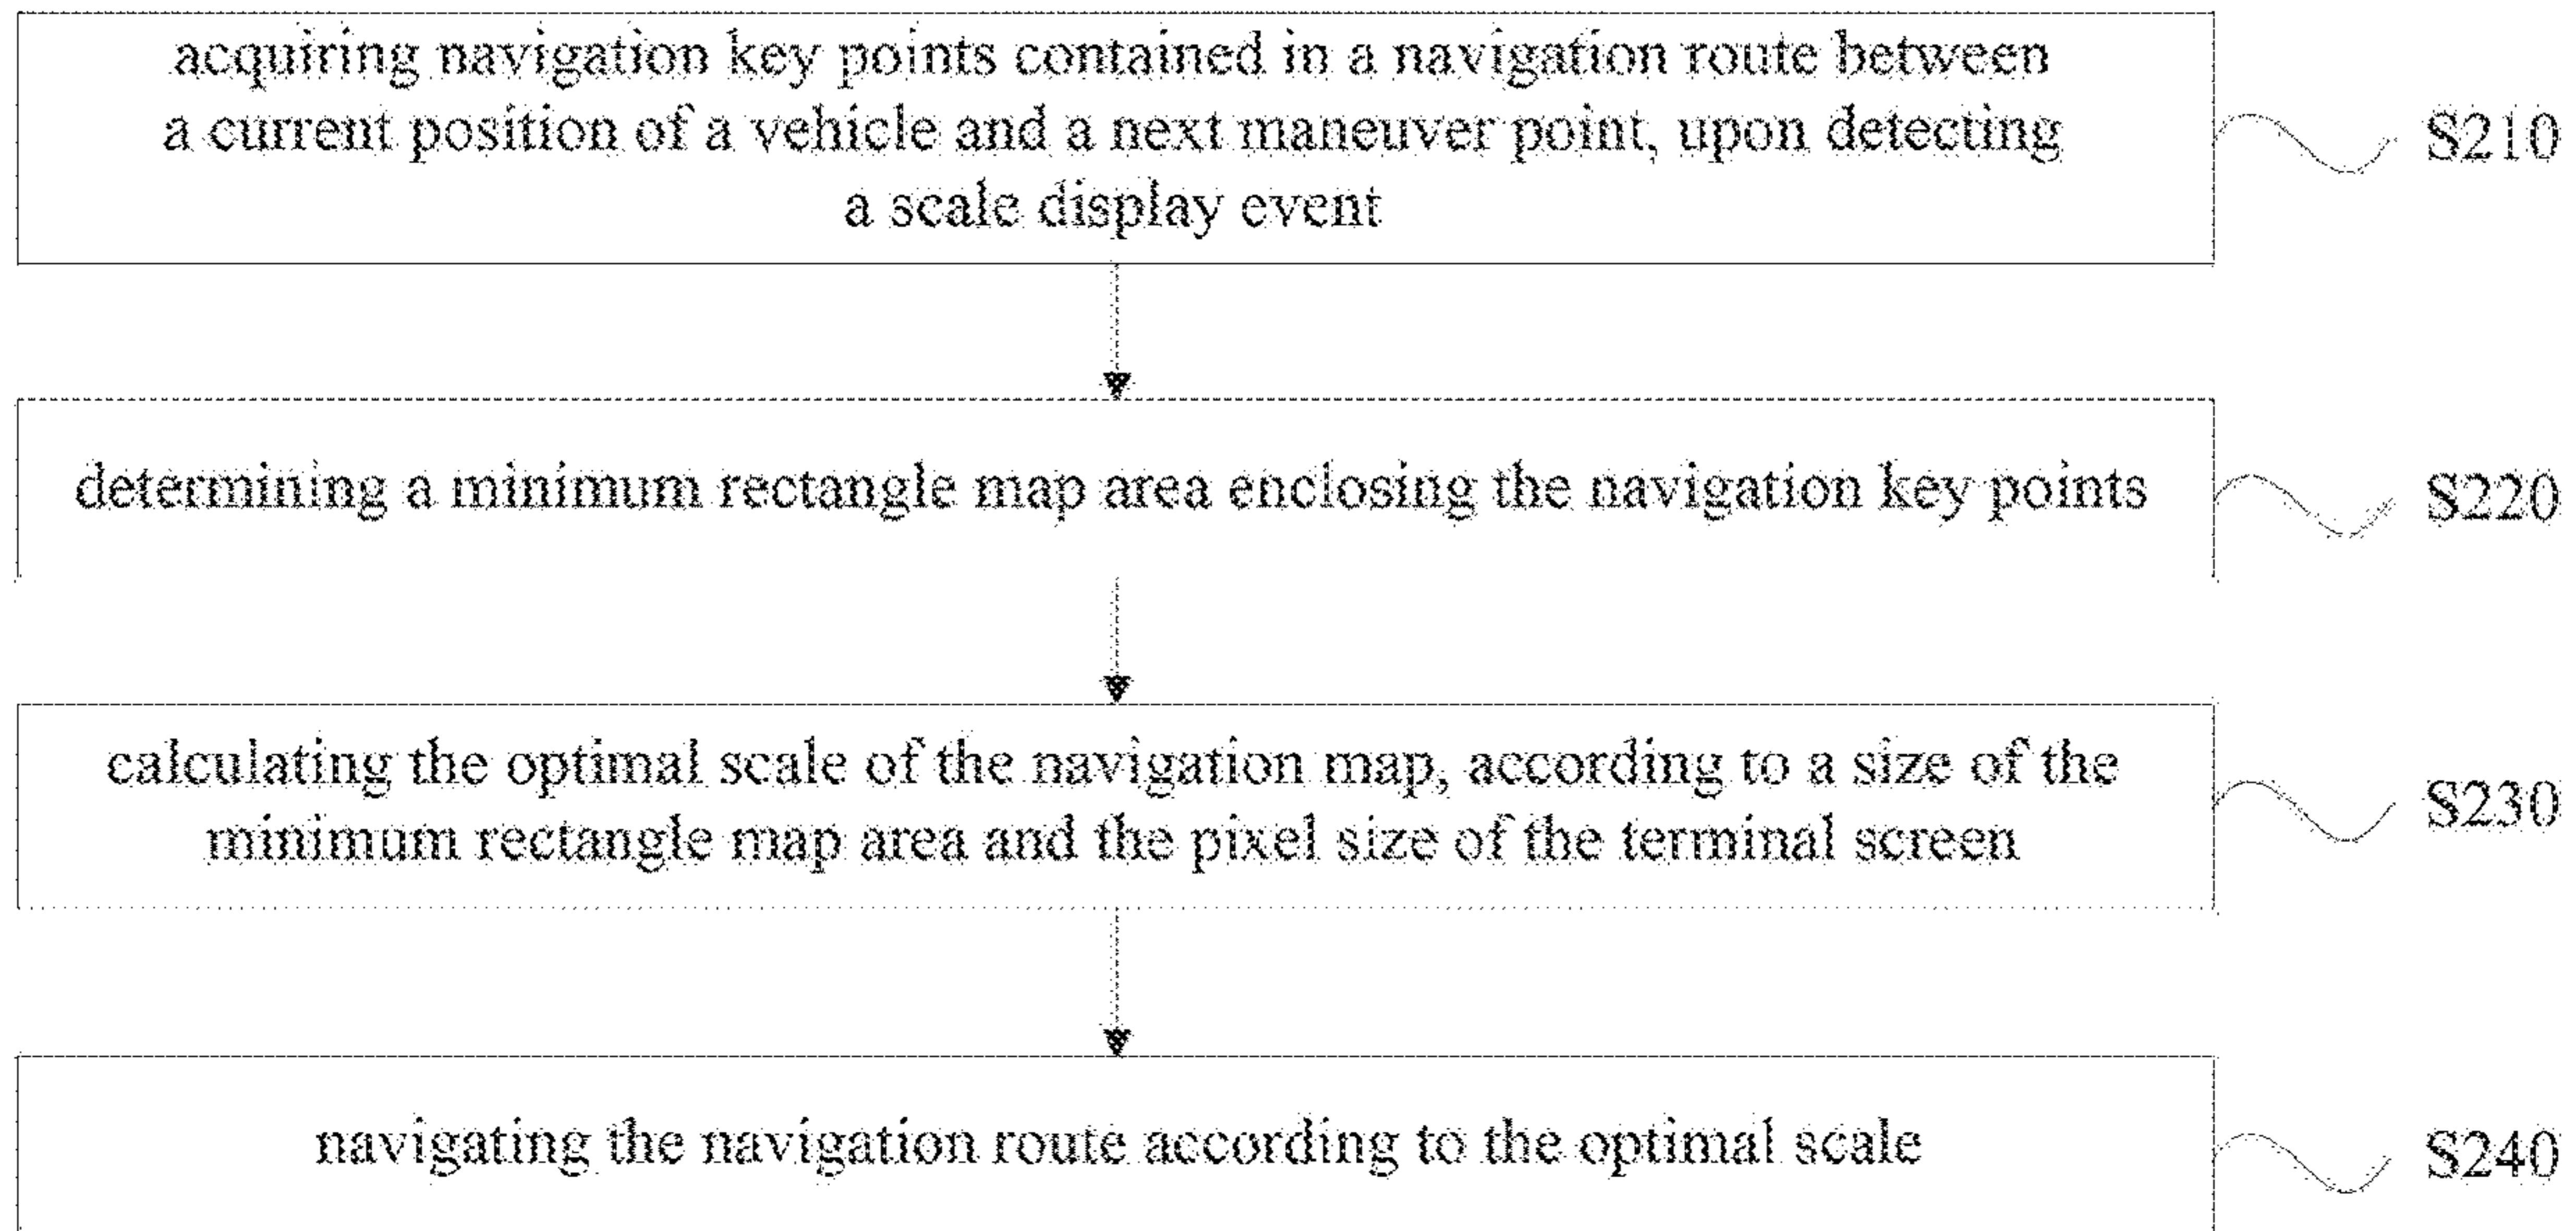 acquiring navigation key points contained in a navigation route between
a current position of a vehicle and a next maneuver point, upon detecting
a scale display event
S210
determining a minimum rectangle map area enclosing the navigation key points
S220
calculating the optimal scale of the navigation map, according to a size of the
minimum rectangle map area and the pixel size of the terminal screen
S230
navigating the navigation route according to the optimal scale
S240